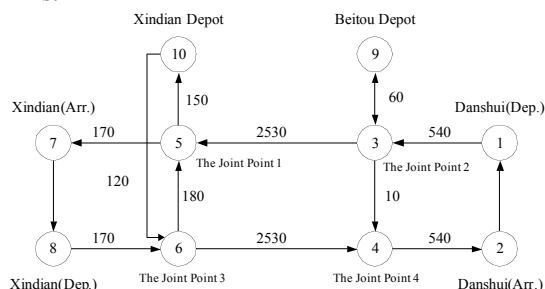 Xindian Depot
Beitou Depot
10
9
Xindian(Arr.)
150
60
Danshui(Dep.)
170
2530
540
7
5
3
1
The Joint Point 1
The Joint Point 2
120
180
10
170
2530
540
8
6
4
2
Xindian(Dep.)
The Joint Point 3
The Joint Point 4
Danshui(Arr.)